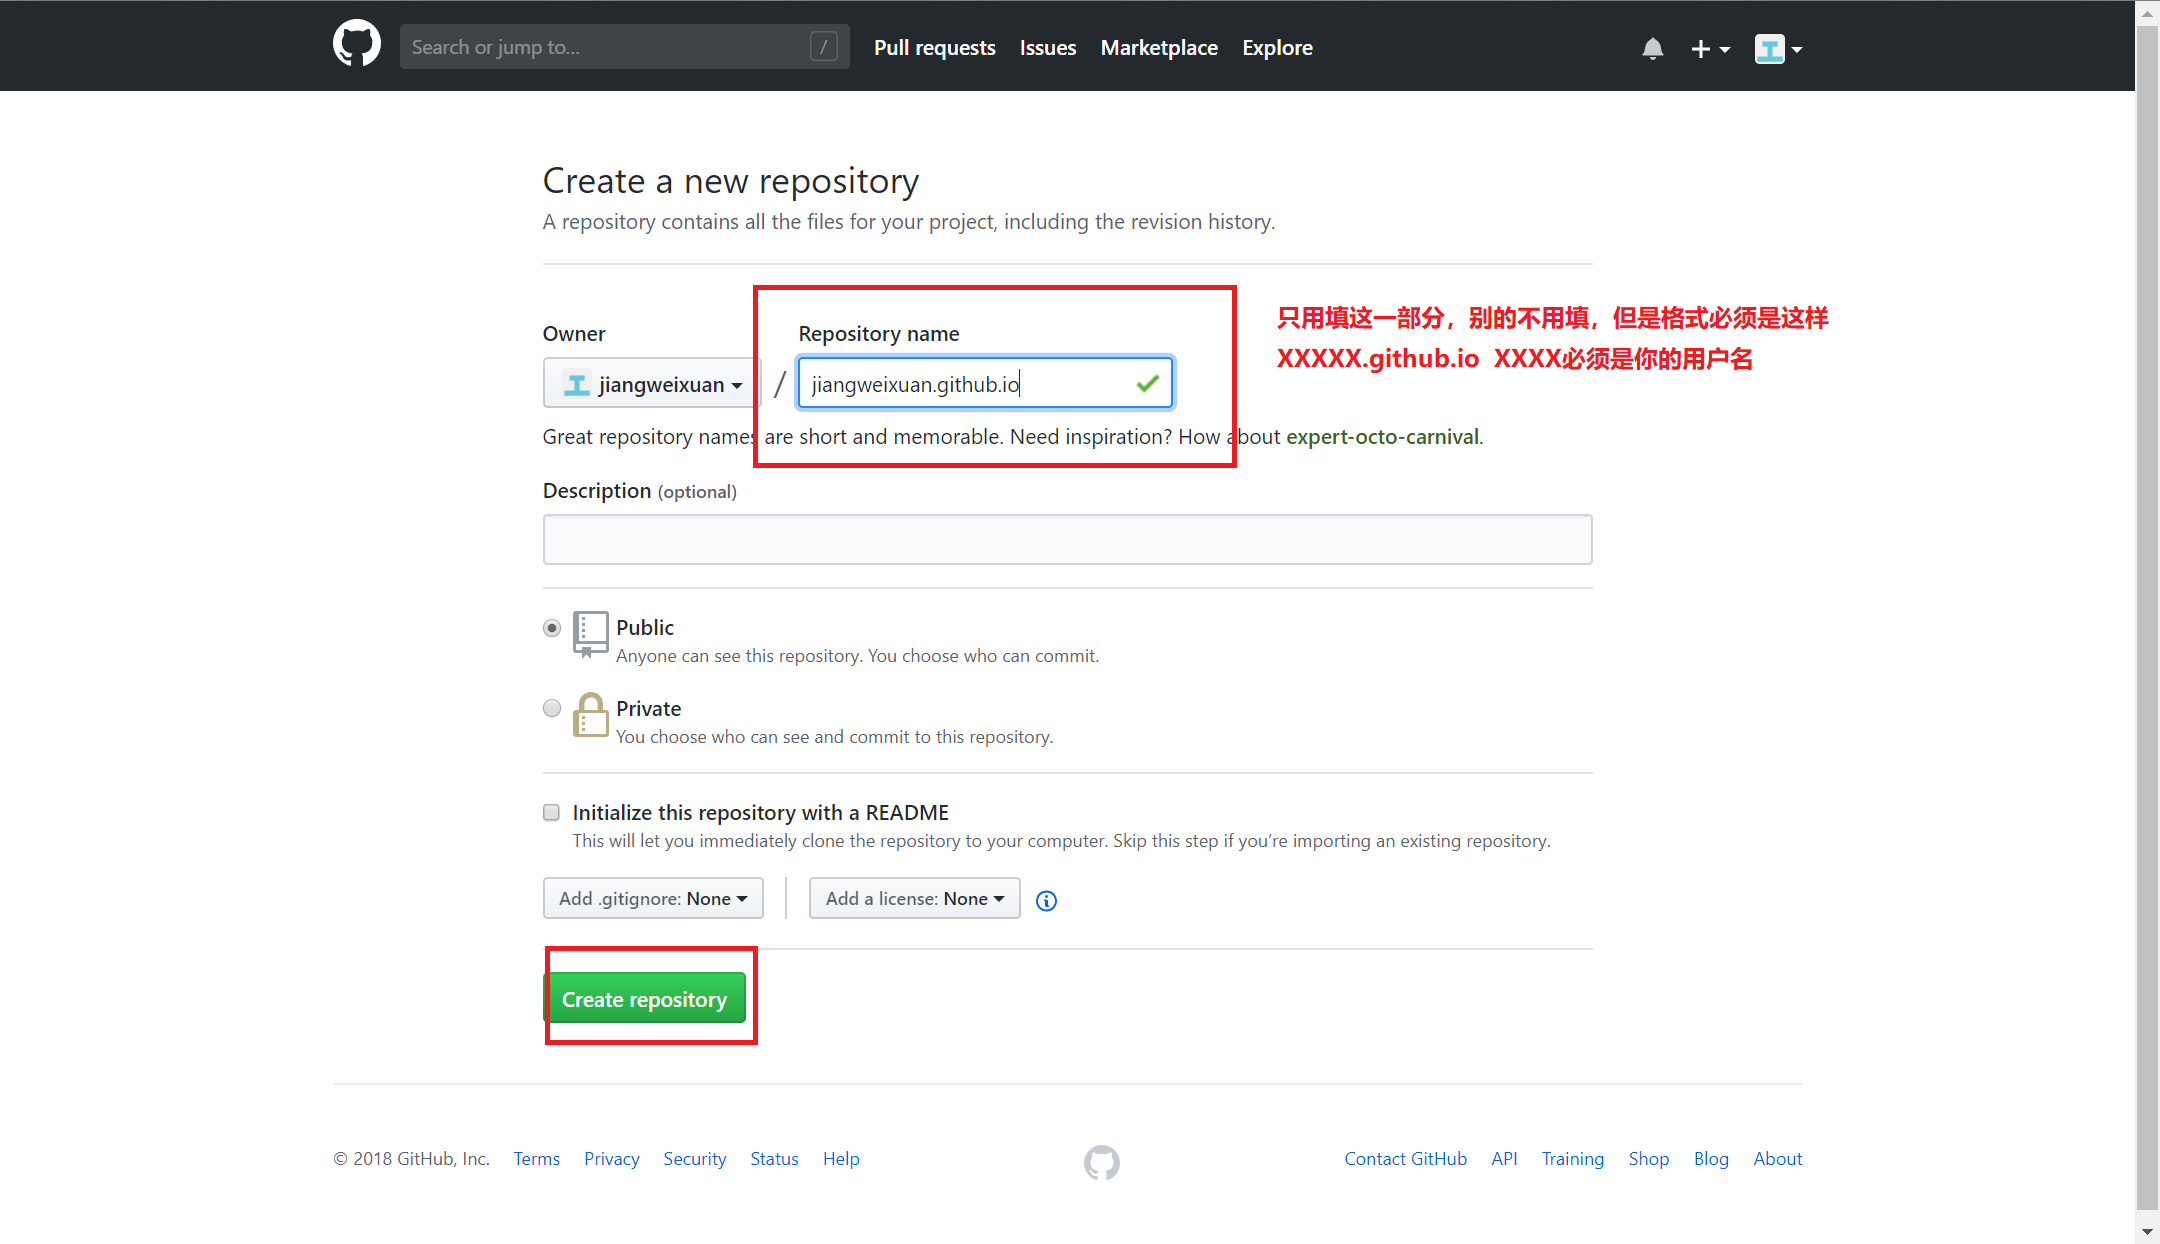 Search or jump to... /
Pull requests Issues Marketplace Explore
Create a new repository
A repository contains all the files for your project, including the revision history.
Owner
Repository name
只用填这一部分，别的不用填，但是格式必须是这样
XXXXX.github.io XXXX必须是你的用户名
jiangweixuan / jiangweixuan.github.io
Great repository names are short and memorable. Need inspiration? How about expert-octo-carnival.
Description (optional)
Public
Anyone can see this repository. You choose who can commit.
Private
You choose who can see and commit to this repository.
Initialize this repository with a README
This will let you immediately clone the repository to your computer. Skip this step if you’re importing an existing repository.
Add .gitignore: None Add a license: None
Create repository
© 2018 GitHub, Inc. Terms Privacy Security Status Help Contact GitHub API Training Shop Blog About